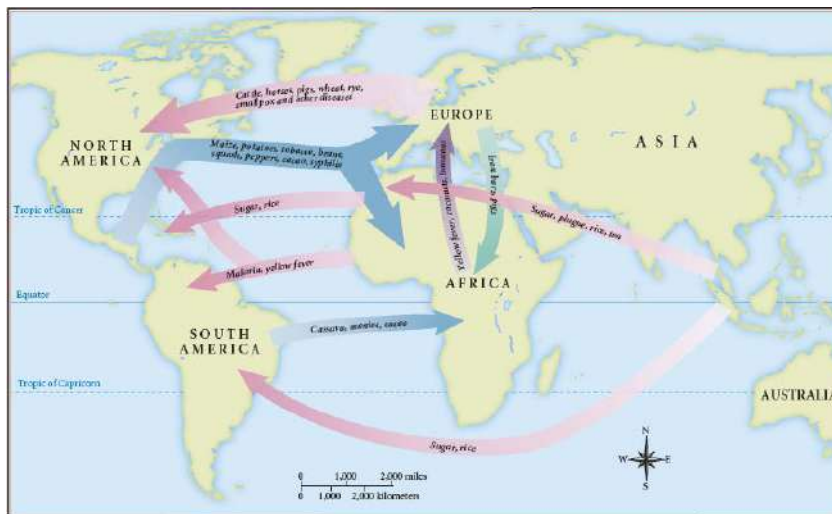 Cattle, horses, pigs, wheat, rye,
smallpox and other diseases
EUROPE
NORTH
AMERICA
ASIA
Maize, potatoes, tobacco, beans,
squash, peppers, cacao, syphilis
Yellow fever, coconuts, bananas
Iron bars, pigs
Tropic of Cancer
Sugar, rice
Sugar, plague, rice, tea
Malaria, yellow fever
AFRICA
Equator
SOUTH
AMERICA
Cassava, manioc, cacao
Tropic of Capricorn
AUSTRALIA
Sugar, rice
N
W
E
S
0 1,000 2,000 miles
0 1,000 2,000 kilometers